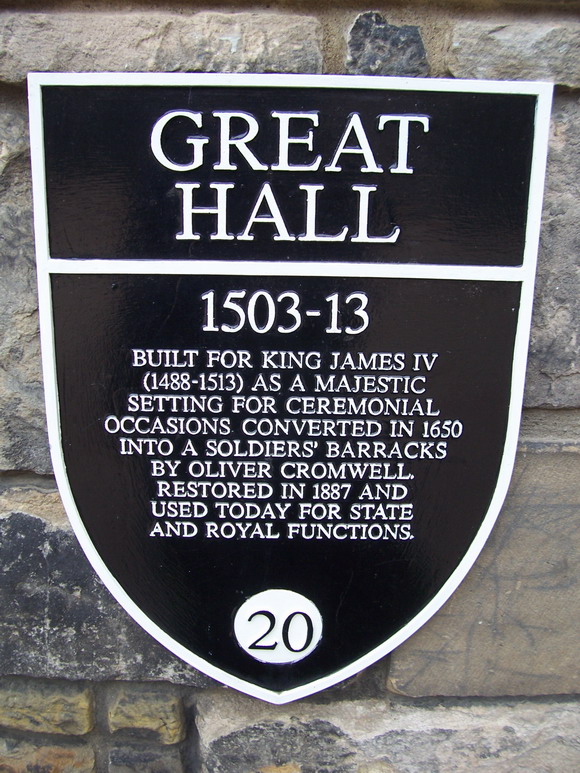 GREAT
HALL
1503-13
BUILT FOR KING JAMES IV
(1488-1513) AS A MAJESTIC
SETTING FOR CEREMONIAL
OCCASIONS. CONVERTED IN 1650
INTO A SOLDIERS' BARRACKS
BY OLIVER CROMWELL.
RESTORED IN 1887 AND
USED TODAY FOR STATE
AND ROYAL FUNCTIONS.
20